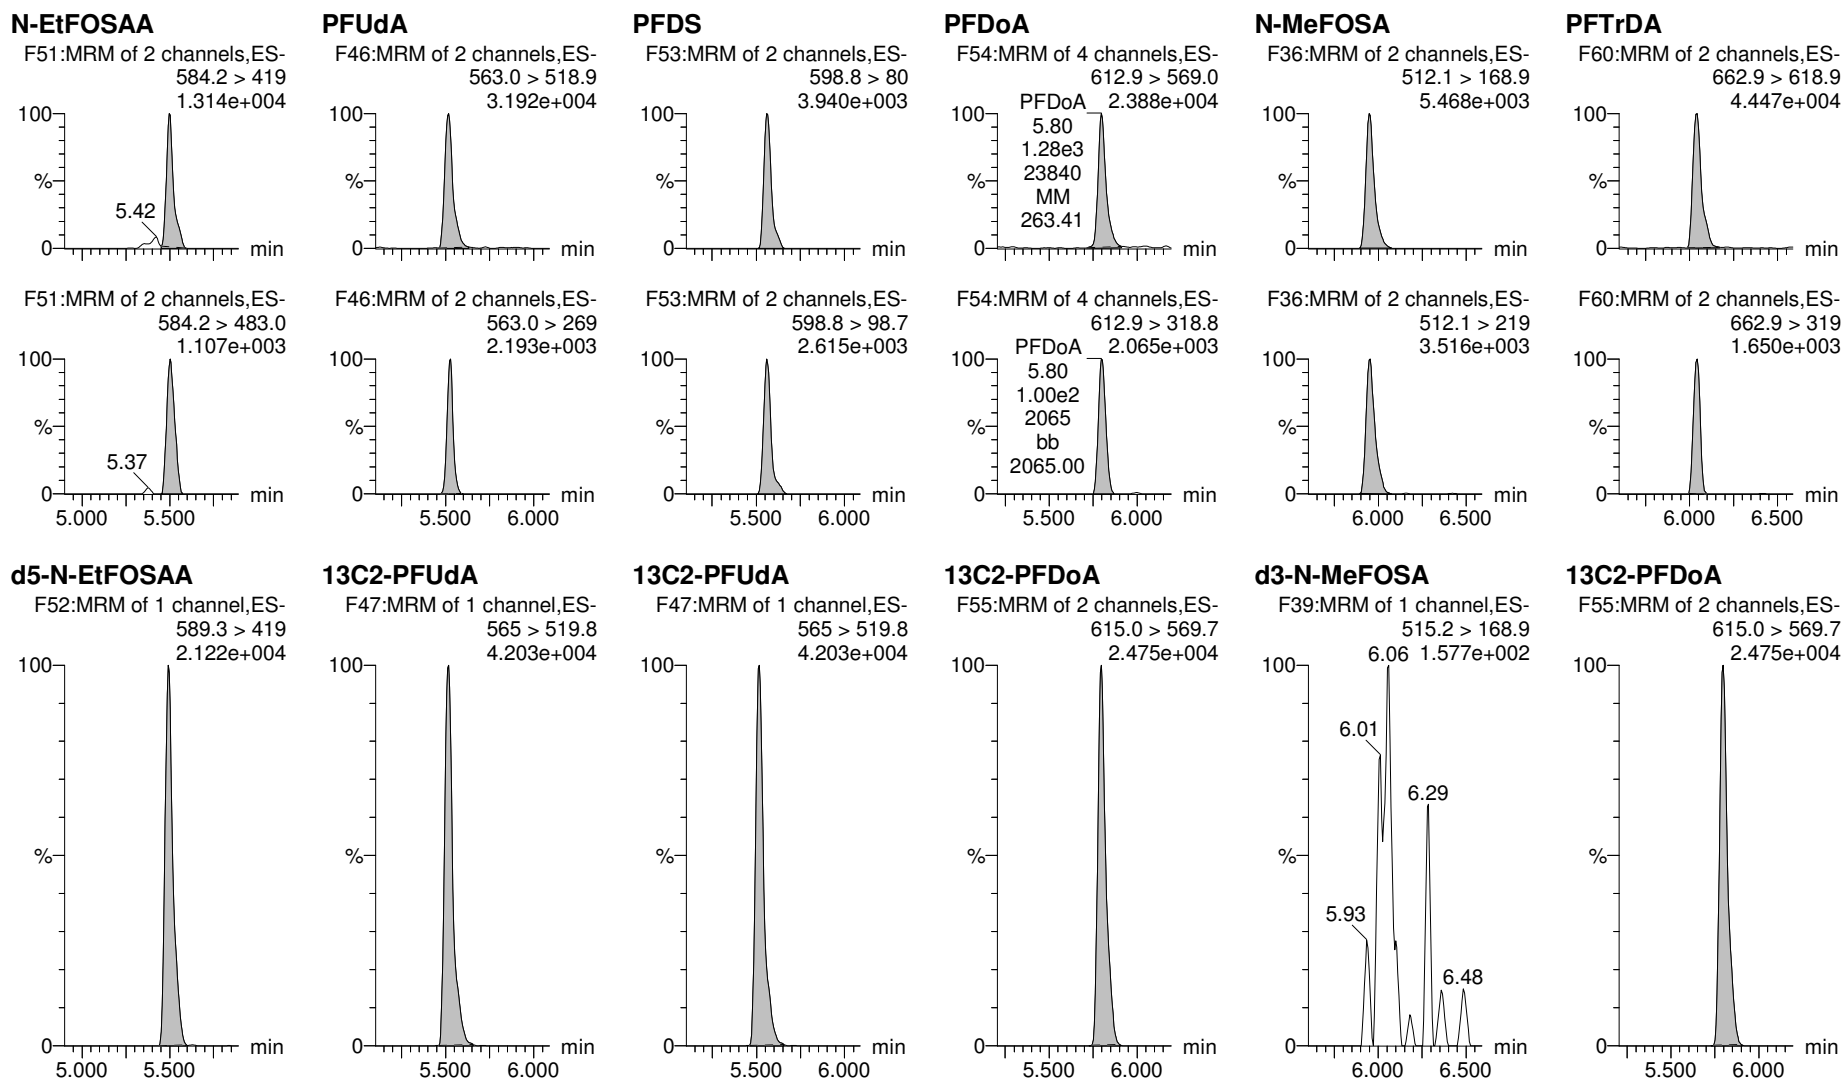 N-EtFOSAA
F51:MRM of 2 channels,ES-
584.2 > 419
1.314e+004
100
%
5.42
0
min
F51:MRM of 2 channels,ES-
584.2 > 483.0
1.107e+003
100
%
5.37
0
min
5.000 5.500
PFUdA
F46:MRM of 2 channels,ES-
563.0 > 518.9
3.192e+004
100
%
0
min
F46:MRM of 2 channels,ES-
563.0 > 269
2.193e+003
100
%
0
min
5.500 6.000
PFDS
F53:MRM of 2 channels,ES-
598.8 > 80
3.940e+003
100
%
0
min
F53:MRM of 2 channels,ES-
598.8 > 98.7
2.615e+003
100
%
0
min
5.500 6.000
PFDoA
F54:MRM of 4 channels,ES-
612.9 > 569.0
2.388e+004
PFDoA
5.80
1.28e3
23840
MM
263.41
100
%
0
min
F54:MRM of 4 channels,ES-
612.9 > 318.8
2.065e+003
PFDoA
5.80
1.00e2
2065
bb
2065.00
100
%
0
min
5.500 6.000
N-MeFOSA
F36:MRM of 2 channels,ES-
512.1 > 168.9
5.468e+003
100
%
0
min
F36:MRM of 2 channels,ES-
512.1 > 219
3.516e+003
100
%
0
min
6.000 6.500
PFTrDA
F60:MRM of 2 channels,ES-
662.9 > 618.9
4.447e+004
100
%
0
min
F60:MRM of 2 channels,ES-
662.9 > 319
1.650e+003
100
%
0
min
6.000 6.500
d5-N-EtFOSAA
F52:MRM of 1 channel,ES-
589.3 > 419
2.122e+004
100
%
0
min
5.000 5.500
13C2-PFUdA
F47:MRM of 1 channel,ES-
565 > 519.8
4.203e+004
100
%
0
min
5.500 6.000
13C2-PFUdA
F47:MRM of 1 channel,ES-
565 > 519.8
4.203e+004
100
%
0
min
5.500 6.000
13C2-PFDoA
F55:MRM of 2 channels,ES-
615.0 > 569.7
2.475e+004
100
%
0
min
5.500 6.000
d3-N-MeFOSA
F39:MRM of 1 channel,ES-
515.2 > 168.9
6.06 1.577e+002
100
6.01
6.29
%
5.93
6.48
0
min
6.000 6.500
13C2-PFDoA
F55:MRM of 2 channels,ES-
615.0 > 569.7
2.475e+004
100
%
0
min
5.500 6.000